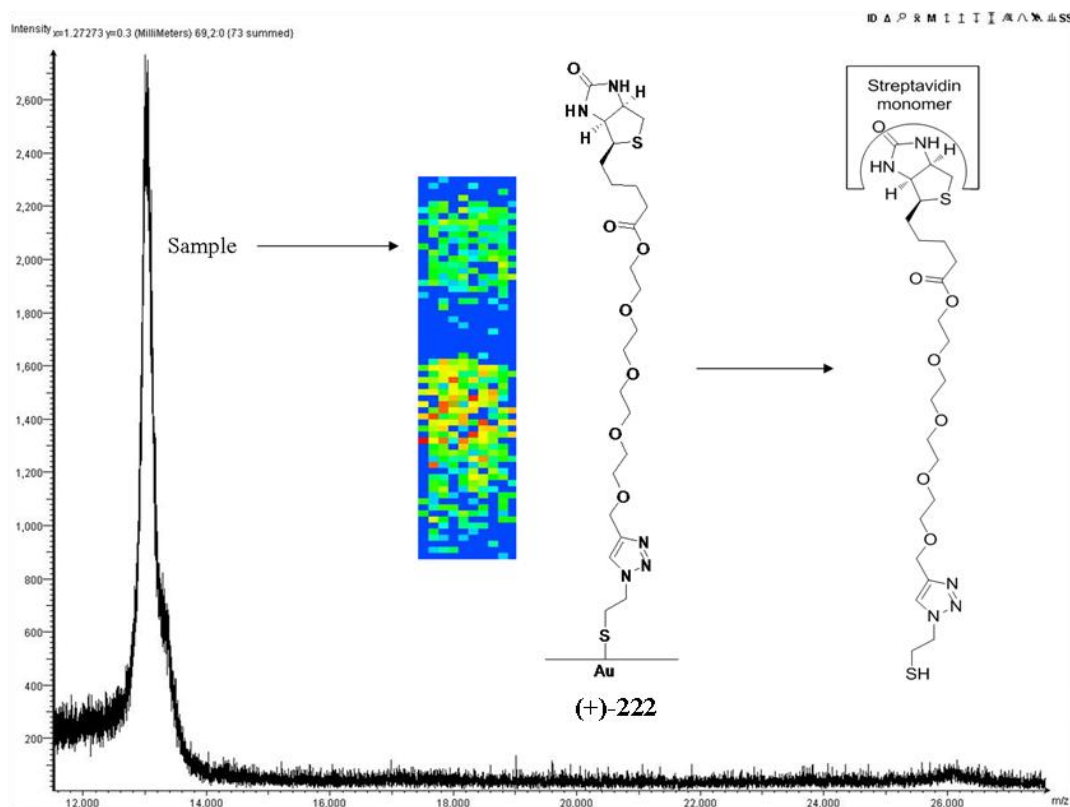 Intensity x=1.27273 y=0.3 (MilliMeters) 69,2:0 (73 summed)
ID
M
SS
2,600
2,400
2,200
2,000
1,800
1,600
1,400
1,200
1,000
800
600
400
200
12,000 14,000 16,000 18,000 20,000 22,000 24,000 26,000 m/z
Sample
O
NH
H
HN
H
S
O
O
O
O
O
O
N
N
N
S
Au
(+)-222
Streptavidin
monomer
O
NH
H
HN
H
S
O
O
O
O
O
O
N
N
N
SH